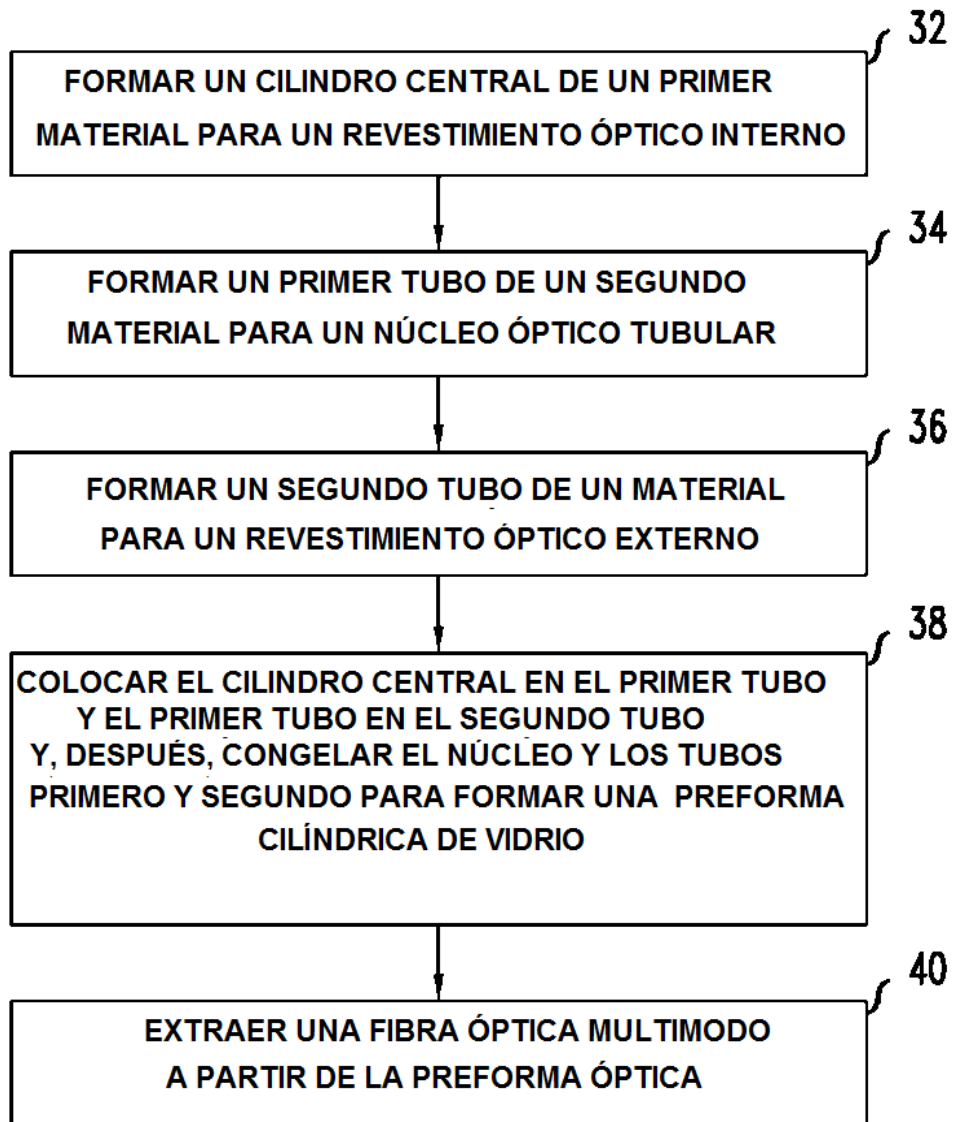 32
FORMAR UN CILINDRO CENTRAL DE UN PRIMER
MATERIAL PARA UN REVESTIMIENTO ÓPTICO INTERNO
34
FORMAR UN PRIMER TUBO DE UN SEGUNDO
MATERIAL PARA UN NÚCLEO ÓPTICO TUBULAR
36
FORMAR UN SEGUNDO TUBO DE UN MATERIAL
PARA UN REVESTIMIENTO ÓPTICO EXTERNO
38
COLOCAR EL CILINDRO CENTRAL EN EL PRIMER TUBO
Y EL PRIMER TUBO EN EL SEGUNDO TUBO
Y, DESPUÉS, CONGELAR EL NÚCLEO Y LOS TUBOS
PRIMERO Y SEGUNDO PARA FORMAR UNA PREFORMA
CILÍNDRICA DE VIDRIO
40
EXTRAER UNA FIBRA ÓPTICA MULTIMODO
A PARTIR DE LA PREFORMA ÓPTICA